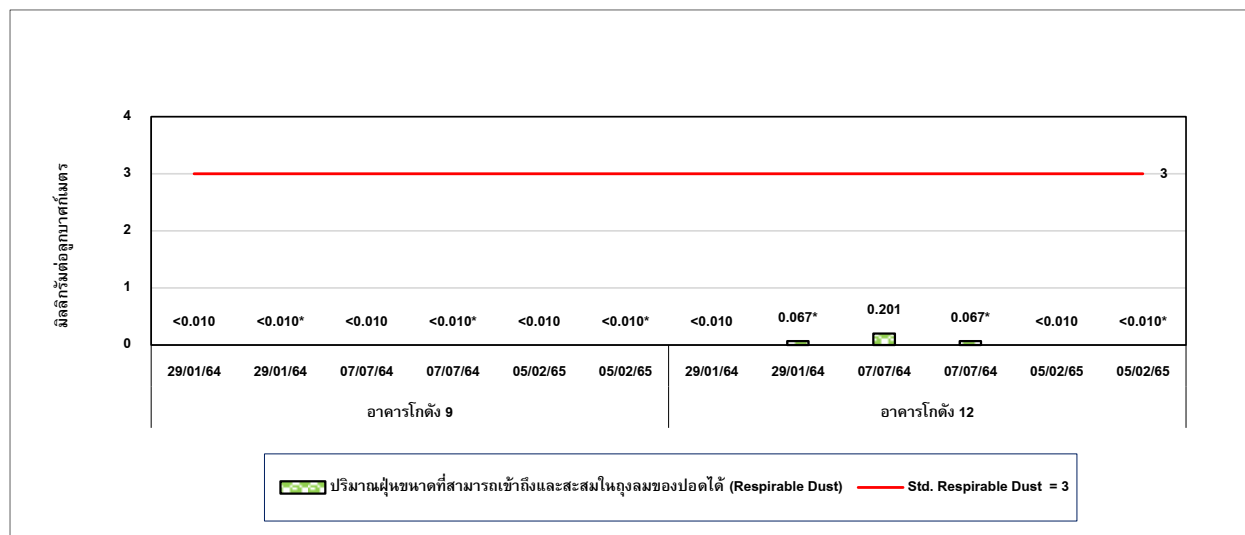 4
3
2
1
0
มิลลิกรัมต่อลูกบาศก์เมตร
3
<0.010 <0.010* <0.010 <0.010* <0.010 <0.010* <0.010 0.067* 0.201 0.067* <0.010 <0.010*
29/01/64 29/01/64 07/07/64 07/07/64 05/02/65 05/02/65 29/01/64 29/01/64 07/07/64 07/07/64 05/02/65 05/02/65
อาคารโกดัง 9 อาคารโกดัง 12
ปริมาณฝุ่นขนาดที่สามารถเข้าถึงและสะสมในถุงลมของปอดได้ (Respirable Dust) Std. Respirable Dust = 3